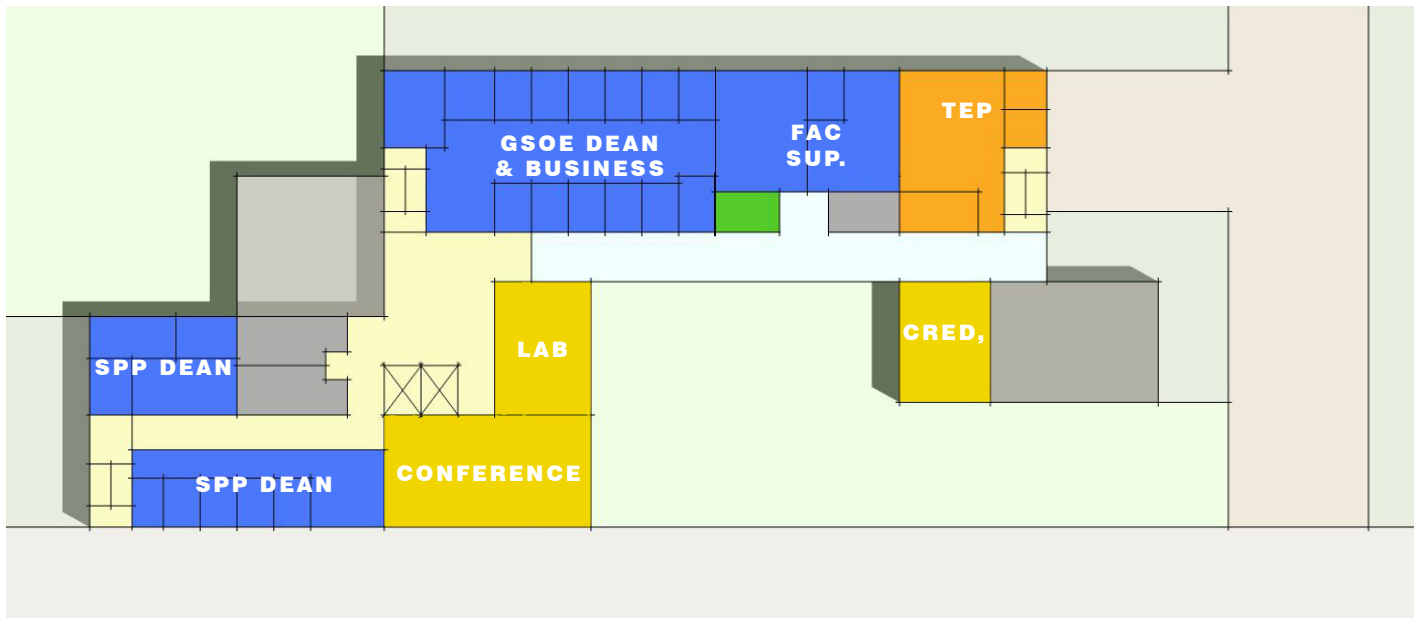 TEP
FAC
SUP.
GSOE DEAN
& BUSINESS
CRED,
LAB
SPP DEAN
CONFERENCE
SPP DEAN